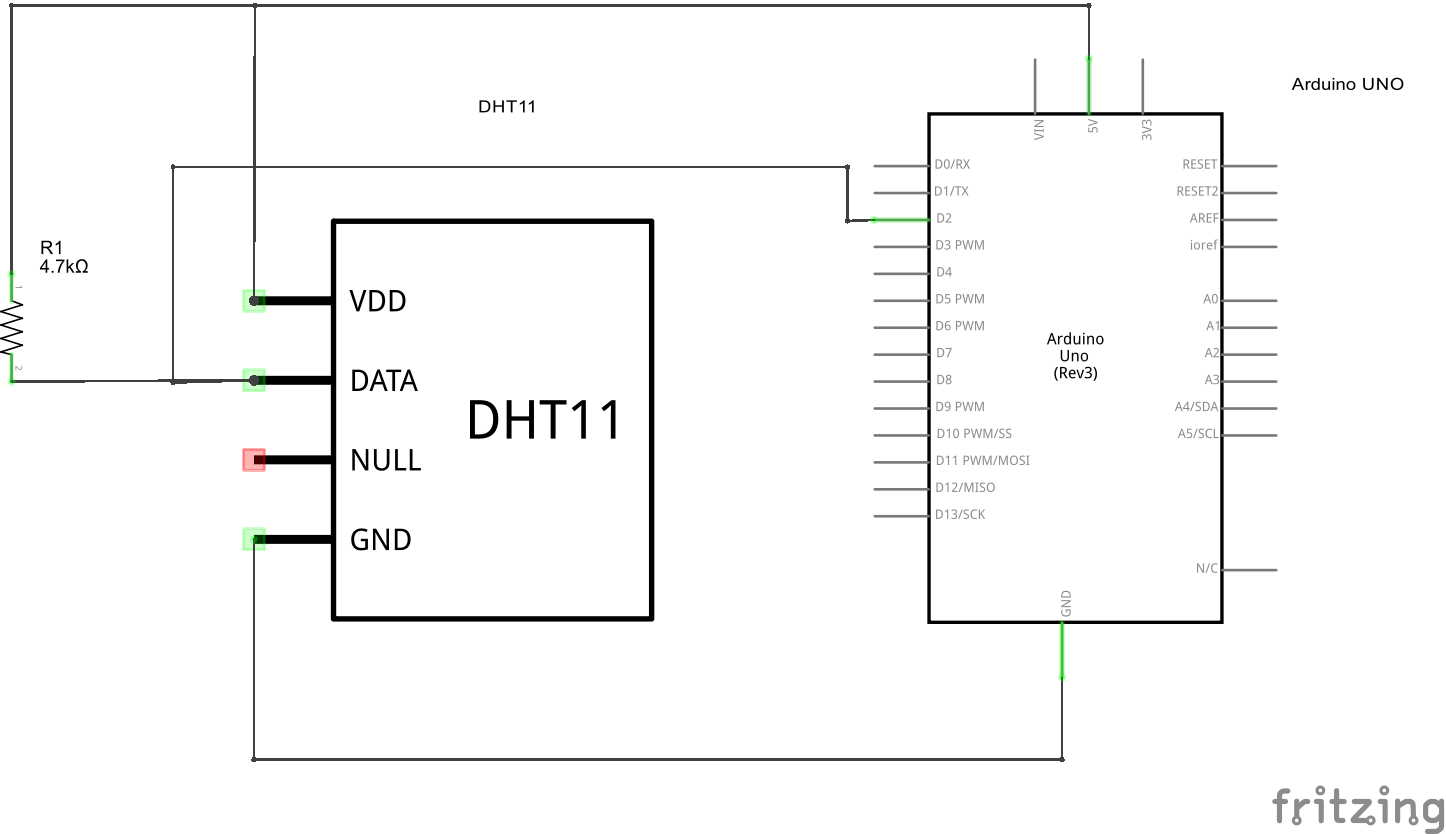 DHT11
Arduino UNO
R1
4.7kΩ
1
2
VDD
DATA
NULL
GND
DHT11
VIN
5V
3V3
D0/RX
D1/TX
D2
D3 PWM
D4
D5 PWM
D6 PWM
D7
D8
D9 PWM
D10 PWM/SS
D11 PWM/MOSI
D12/MISO
D13/SCK
Arduino
Uno
(Rev3)
RESET
RESET2
AREF
ioref
A0
A1
A2
A3
A4/SDA
A5/SCL
N/C
GND
fritzing